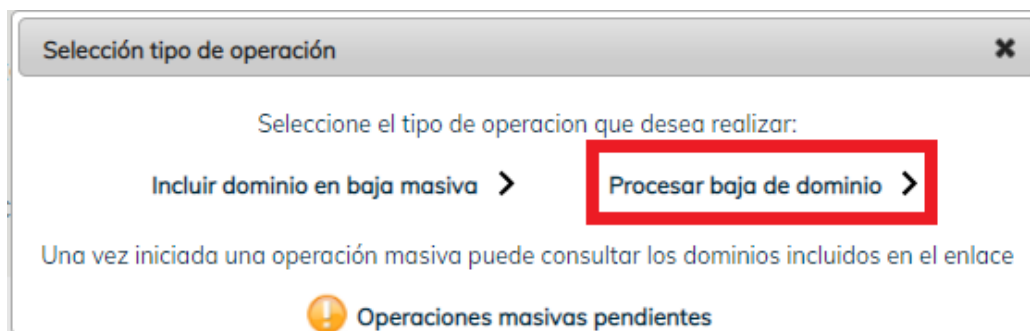 Selección tipo de operación
Seleccione el tipo de operacion que desea realizar:
Incluir dominio en baja masiva
Procesar baja de dominio
Una vez iniciada una operación masiva puede consultar los dominios incluidos en el enlace
Operaciones masivas pendientes